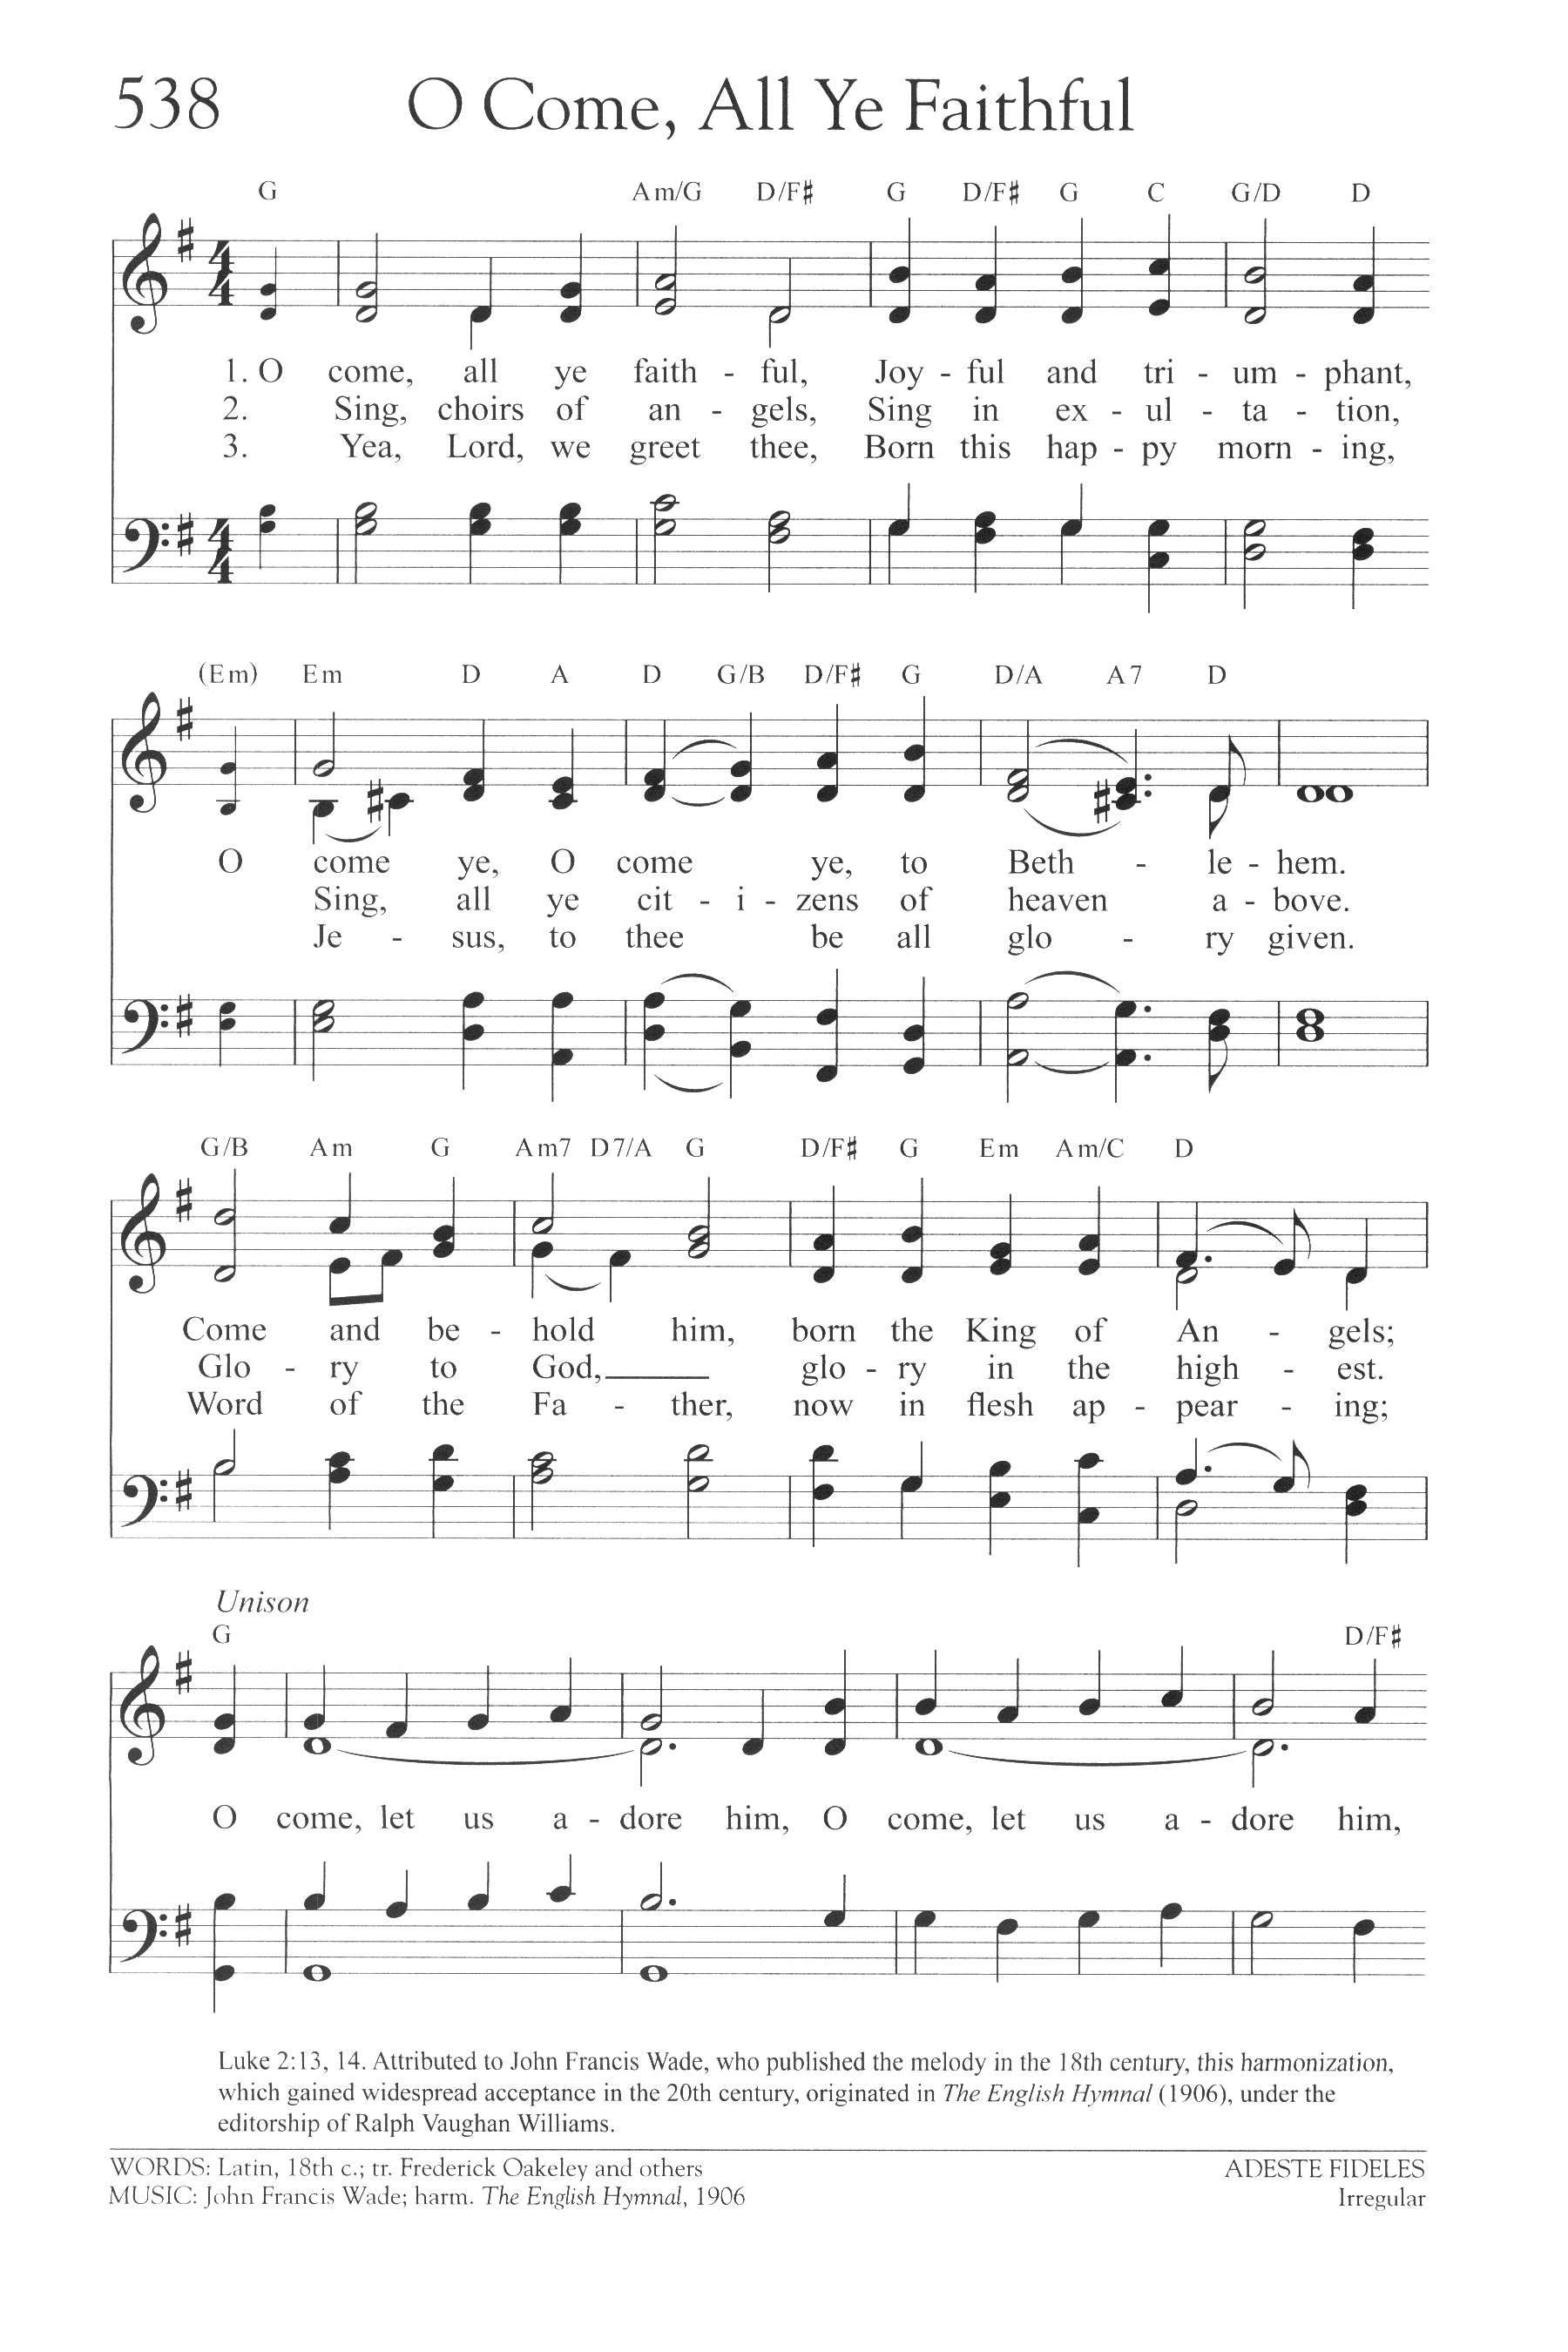 538 O Come, All Ye Faithful
G Am/G D/F♯ G D/F♯ G C G/D D
4 4
1. O come, all ye faith - ful, Joy - ful and tri - um - phant,
2. Sing, choirs of an - gels, Sing in ex - ul - ta - tion,
3. Yea, Lord, we greet thee, Born this hap - py morn - ing,
4 4
(Em) Em D A D G/B D/F♯ G D/A A7 D
O come ye, O come ye, to Beth - le - hem.
Sing, all ye cit - i - zens of heaven a - bove.
Je - sus, to thee be all glo - ry given.
G/B Am G Am7 D7/A G D/F♯ G Em Am/C D
Come and be - hold him, born the King of An - gels;
Glo - ry to God, glo - ry in the high - est.
Word of the Fa - ther, now in flesh ap - pear - ing;
Unison
G D/F♯
O come, let us a - dore him, O come, let us a - dore him,
Luke 2:13, 14. Attributed to John Francis Wade, who published the melody in the 18th century, this harmonization,
which gained widespread acceptance in the 20th century, originated in The English Hymnal (1906), under the
editorship of Ralph Vaughan Williams.
WORDS: Latin, 18th c.; tr. Frederick Oakeley and others ADESTE FIDELES
MUSIC: John Francis Wade; harm. The English Hymnal, 1906 Irregular